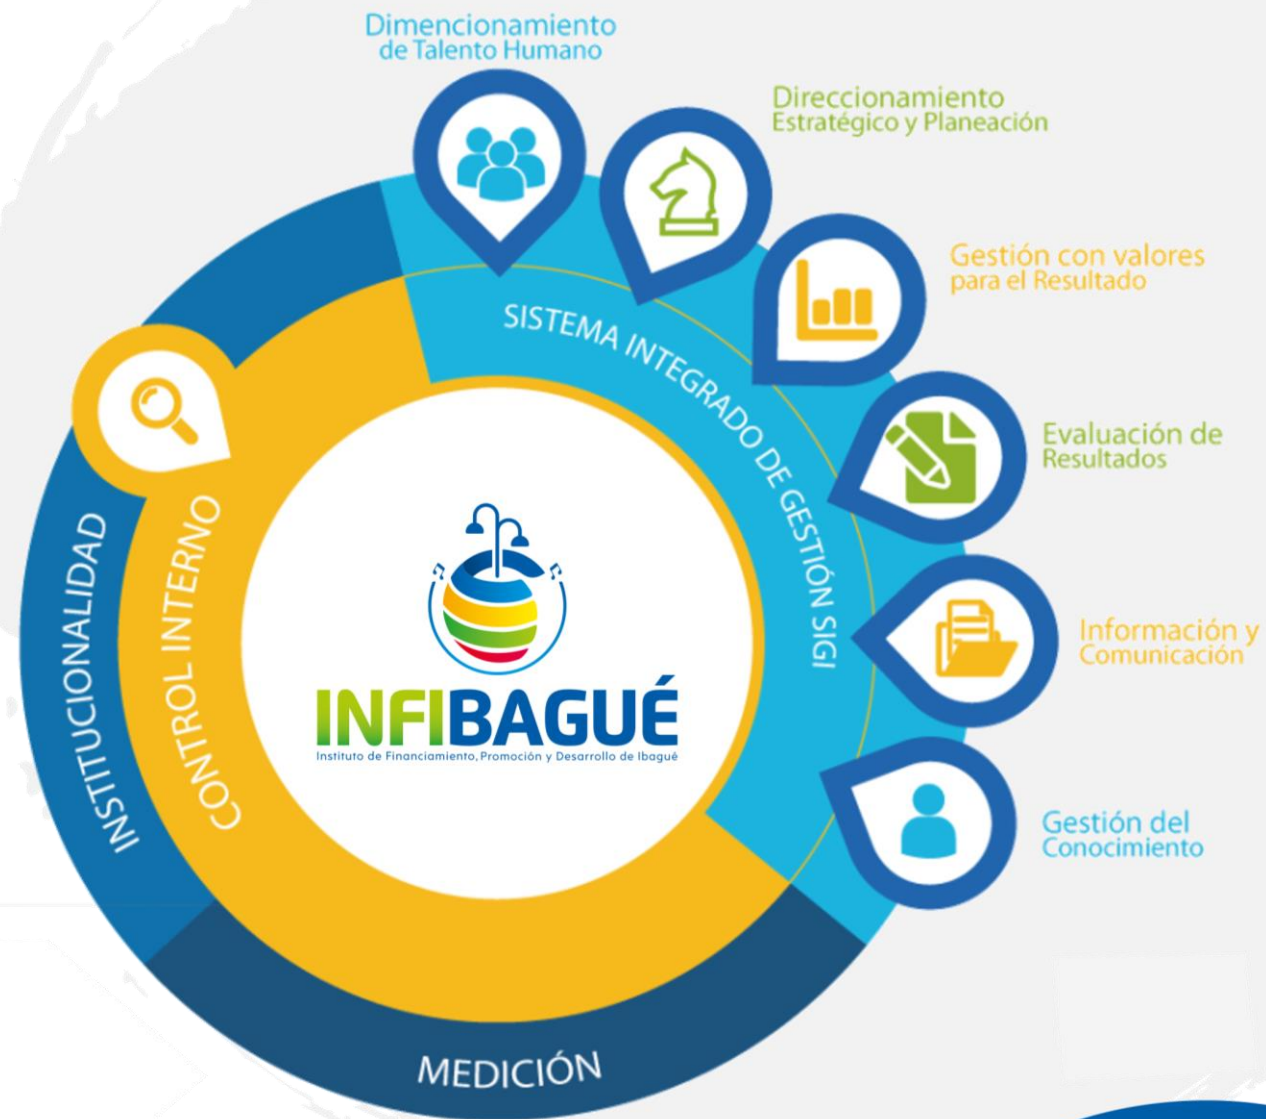 Dimencionamiento
de Talento Humano
Direccionamiento
Estratégico y Planeación
Gestión con valores
para el Resultado
Evaluación de
Resultados
Información y
Comunicación
Gestión del
Conocimiento
SISTEMA INTEGRADO DE GESTIÓN SIGI
INSTITUCIONALIDAD
CONTROL INTERNO
INFIBAGUÉ
Instituto de Financiamiento, Promoción y Desarrollo de Ibagué
MEDICIÓN